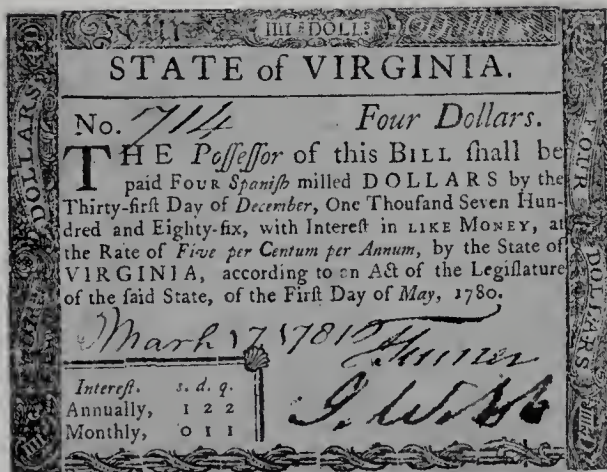 IIII DOLLs
STATE of VIRGINIA.
No. 714 Four Dollars.
THE Poſſeſſor of this BILL ſhall be
paid FOUR Spaniſh milled DOLLARS by the
Thirty-firſt Day of December, One Thouſand Seven Hun-
dred and Eighty-ſix, with Intereſt in LIKE MONEY, at
the Rate of Five per Centum per Annum, by the State of
VIRGINIA, according to an Act of the Legiſlature
of the ſaid State, of the Firſt Day of May, 1780.
March 17 1781
Turner
J. Webb
Intereſt. s. d. q.
Annually, 1 2 2
Monthly, 0 1 1
DOLLARS
FOUR
DOLLARS